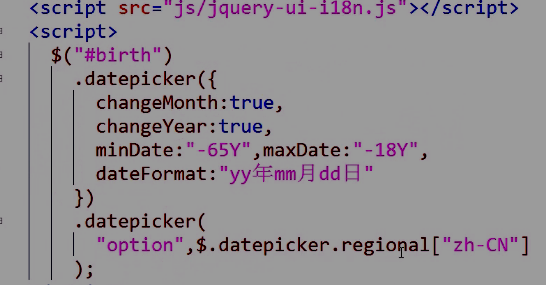 <script src="js/jquery-ui-i18n.js"></script>
<script>
$("#birth")
.datepicker({
changeMonth:true,
changeYear:true,
minDate:"-65Y",maxDate:"-18Y",
dateFormat:"yy年mm月dd日"
})
.datepicker(
"option",$.datepicker.regional["zh-CN"]
);